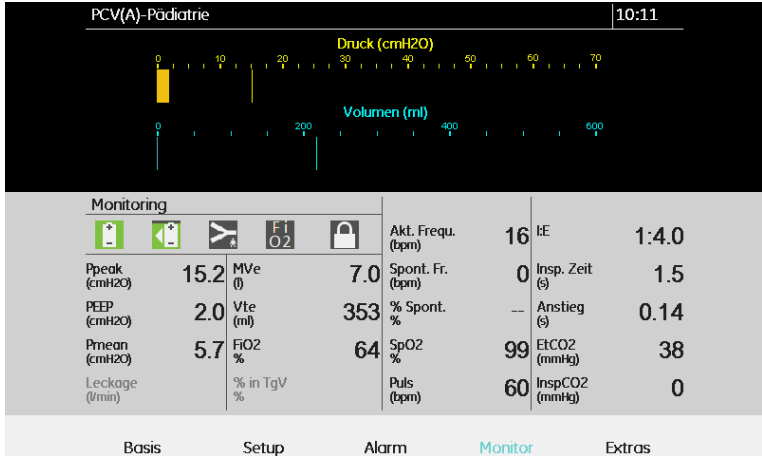 PCV(A)-Pädiatrie 10:11
Druck (cmH2O)
0 10 20 30 40 50 60 70
Volumen (ml)
0 200 400 600
Monitoring
+ - + - Fi O2
Akt. Frequ. (bpm) 16
I:E 1:4.0
Ppeak (cmH2O) 15.2
MVe (l) 7.0
Spont. Fr. (bpm) 0
Insp. Zeit (s) 1.5
PEEP (cmH2O) 2.0
Vte (ml) 353
% Spont. % --
Anstieg (s) 0.14
Pmean (cmH2O) 5.7
FiO2 % 64
SpO2 % 99
EtCO2 (mmHg) 38
Leckage (l/min)
% in TgV %
Puls (bpm) 60
InspCO2 (mmHg) 0
Basis Setup Alarm Monitor Extras